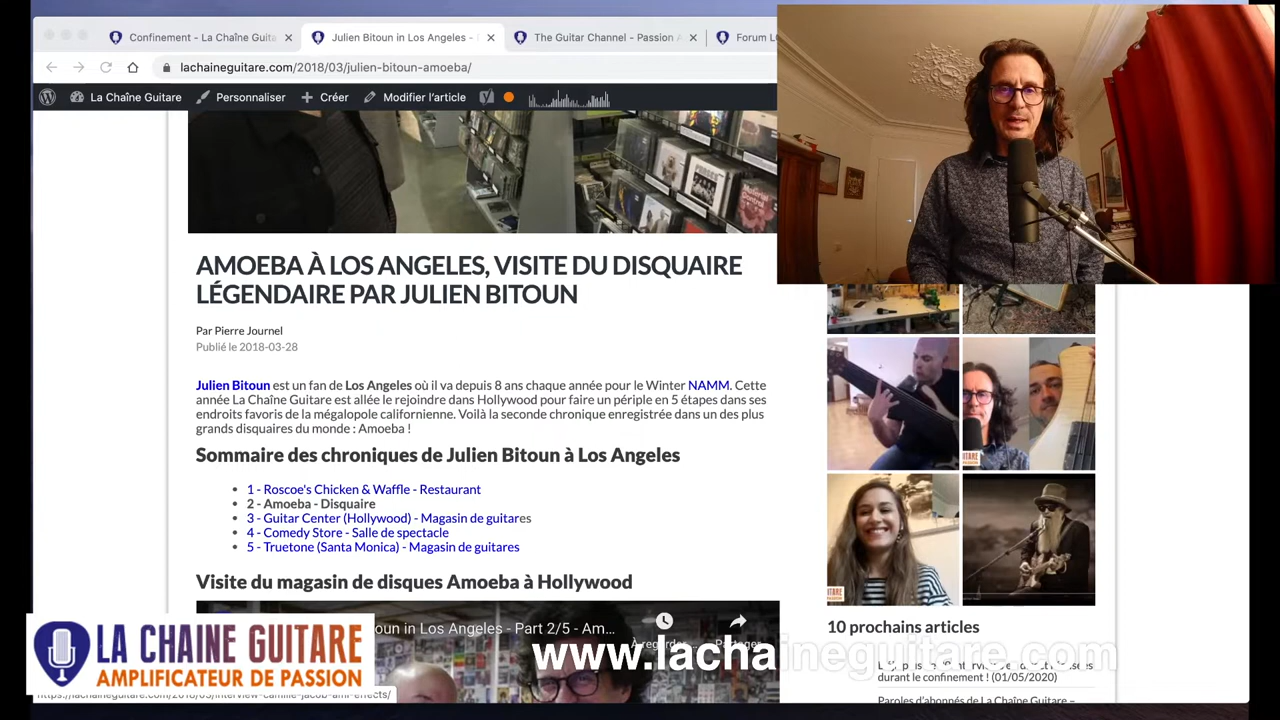 Confinement - La Chaîne Guita
Julien Bitoun in Los Angeles -
The Guitar Channel - Passion A
Forum L
lachaineguitare.com/2018/03/julien-bitoun-amoeba/
La Chaîne Guitare
Personnaliser
Créer
Modifier l'article
AMOEBA À LOS ANGELES, VISITE DU DISQUAIRE
LÉGENDAIRE PAR JULIEN BITOUN
Par Pierre Journel
Publié le 2018-03-28
Julien Bitoun est un fan de Los Angeles où il va depuis 8 ans chaque année pour le Winter NAMM. Cette
année La Chaîne Guitare est allée le rejoindre dans Hollywood pour faire un périple en 5 étapes dans ses
endroits favoris de la mégalopole californienne. Voilà la seconde chronique enregistrée dans un des plus
grands disquaires du monde : Amoeba !
Sommaire des chroniques de Julien Bitoun à Los Angeles
1 - Roscoe's Chicken & Waffle - Restaurant
2 - Amoeba - Disquaire
3 - Guitar Center (Hollywood) - Magasin de guitares
4 - Comedy Store - Salle de spectacle
5 - Truetone (Santa Monica) - Magasin de guitares
Visite du magasin de disques Amoeba à Hollywood
oun in Los Angeles - Part 2/5 - Am...
10 prochains articles
durant le confinement ! (01/05/2020)
Paroles d'abonnés de La Chaîne Guitare –
LA CHAINE GUITARE
AMPLIFICATEUR DE PASSION
www.lachaineguitare.com